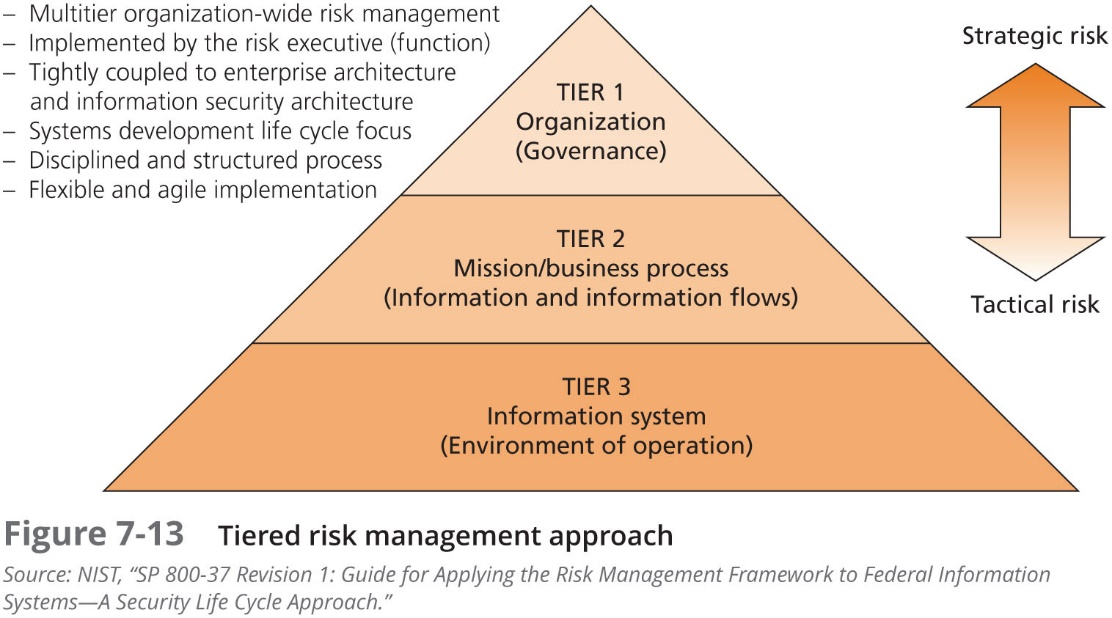 – Multitier organization-wide risk management
– Implemented by the risk executive (function)
– Tightly coupled to enterprise architecture
and information security architecture
– Systems development life cycle focus
– Disciplined and structured process
– Flexible and agile implementation
TIER 1
Organization
(Governance)
TIER 2
Mission/business process
(Information and information flows)
TIER 3
Information system
(Environment of operation)
Strategic risk
Tactical risk
Figure 7-13 Tiered risk management approach
Source: NIST, “SP 800-37 Revision 1: Guide for Applying the Risk Management Framework to Federal Information
Systems—A Security Life Cycle Approach.”